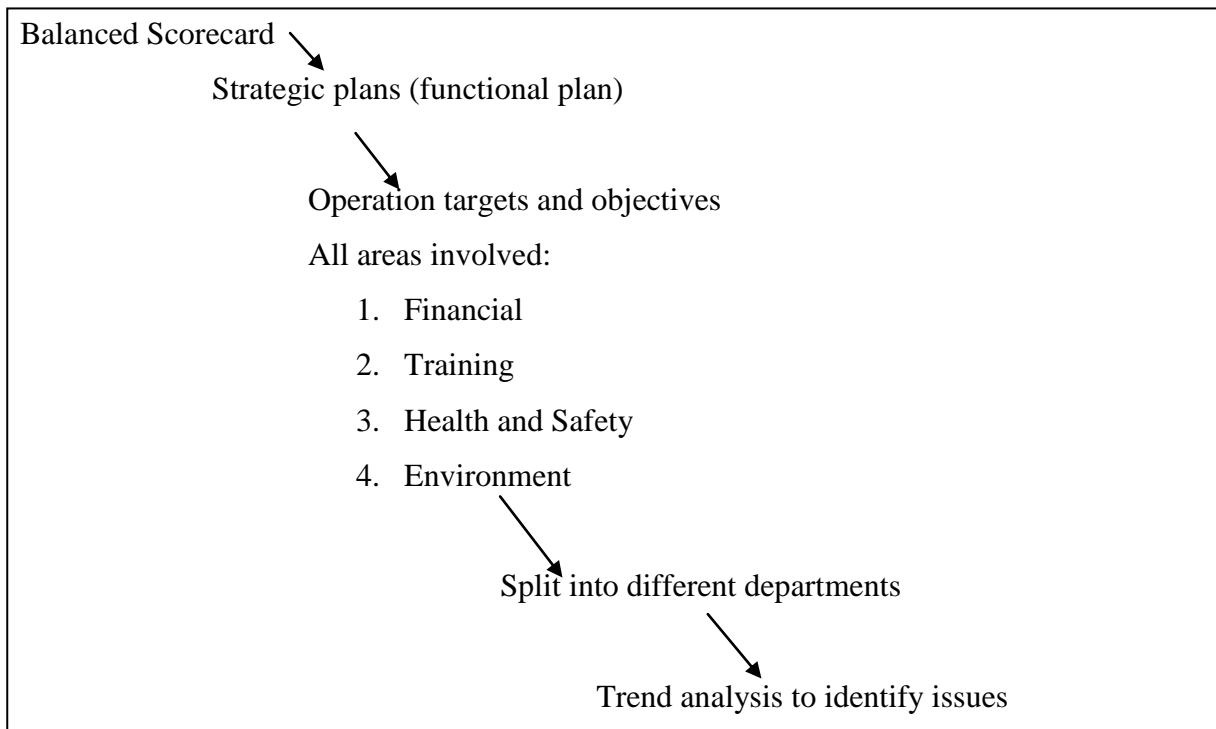 Balanced Scorecard
Strategic plans (functional plan)
Operation targets and objectives
All areas involved:
1. Financial
2. Training
3. Health and Safety
4. Environment
Split into different departments
Trend analysis to identify issues